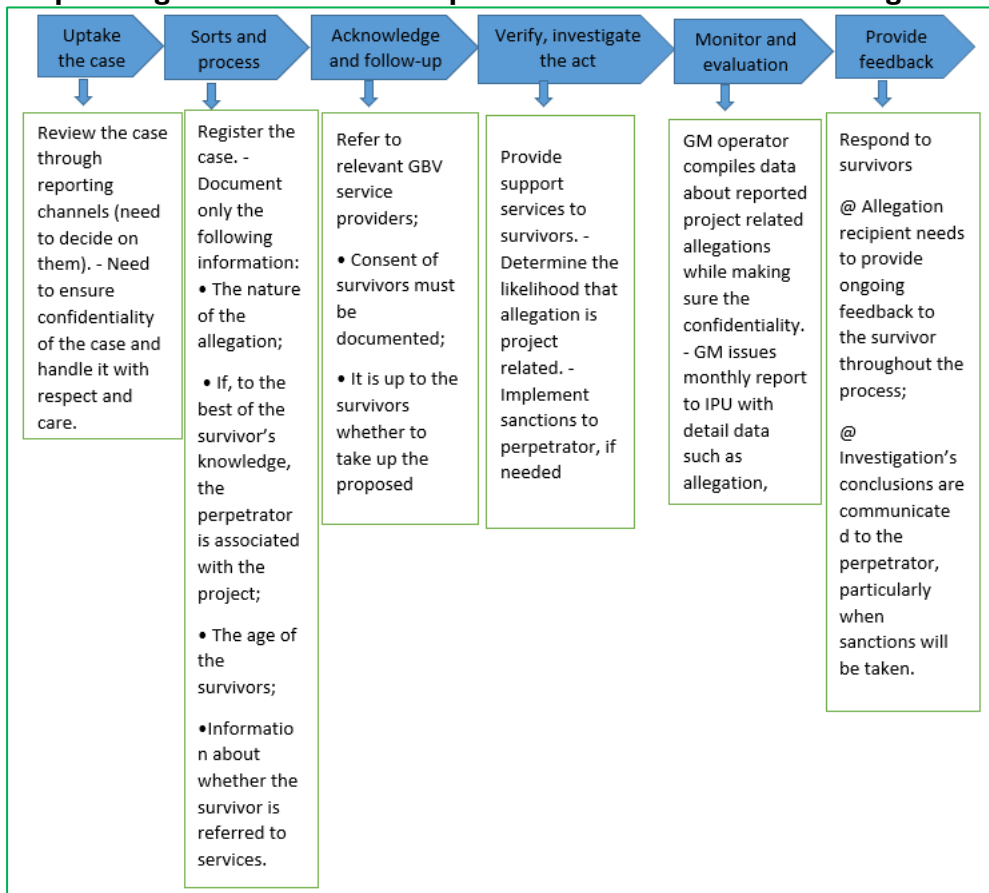 Uptake
the case
Sorts and
process
Acknowledge
and follow-up
Verify, investigate
the act
Monitor and
evaluation
Provide
feedback
Review the case
through
reporting
channels (need
to decide on
them). - Need
to ensure
confidentiality
of the case and
handle it with
respect and
care.
Register the
case. -
Document
only the
following
information:
• The nature
of the
allegation;
• If, to the
best of the
survivor's
knowledge,
the
perpetrator
is associated
with the
project;
• The age of
the
survivors;
•Informatio
n about
whether the
survivor is
referred to
services.
Refer to
relevant GBV
service
providers;
• Consent of
survivors must
be
documented;
• It is up to the
survivors
whether to
take up the
proposed
Provide
support
services to
survivors. -
Determine the
likelihood that
allegation is
project
related. -
Implement
sanctions to
perpetrator, if
needed
GM operator
compiles data
about reported
project related
allegations
while making
sure the
confidentiality.
- GM issues
monthly report
to IPU with
detail data
such as
allegation,
Respond to
survivors
@ Allegation
recipient needs
to provide
ongoing
feedback to
the survivor
throughout the
process;
@
Investigation's
conclusions are
communicate
d to the
perpetrator,
particularly
when
sanctions will
be taken.